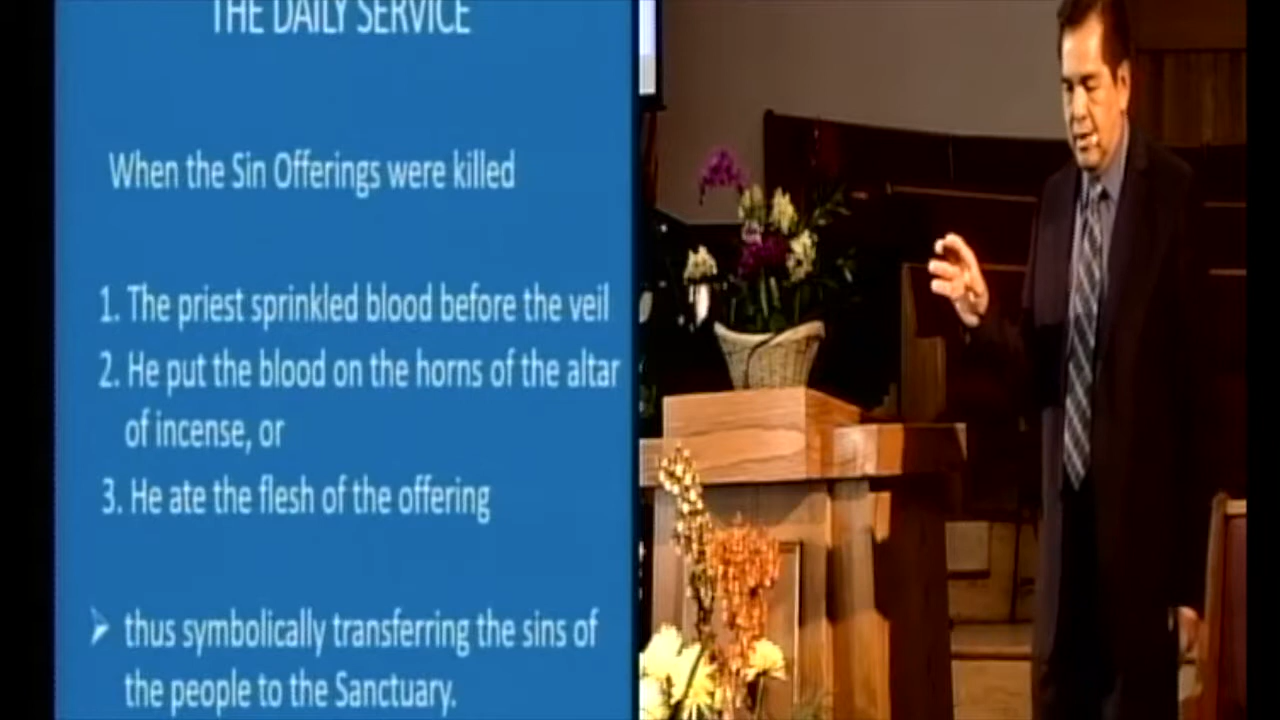 THE DAILY SERVICE
When the Sin Offerings were killed
1. The priest sprinkled blood before the veil
2. He put the blood on the horns of the altar
of incense, or
3. He ate the flesh of the offering
➢ thus symbolically transferring the sins of
the people to the Sanctuary.